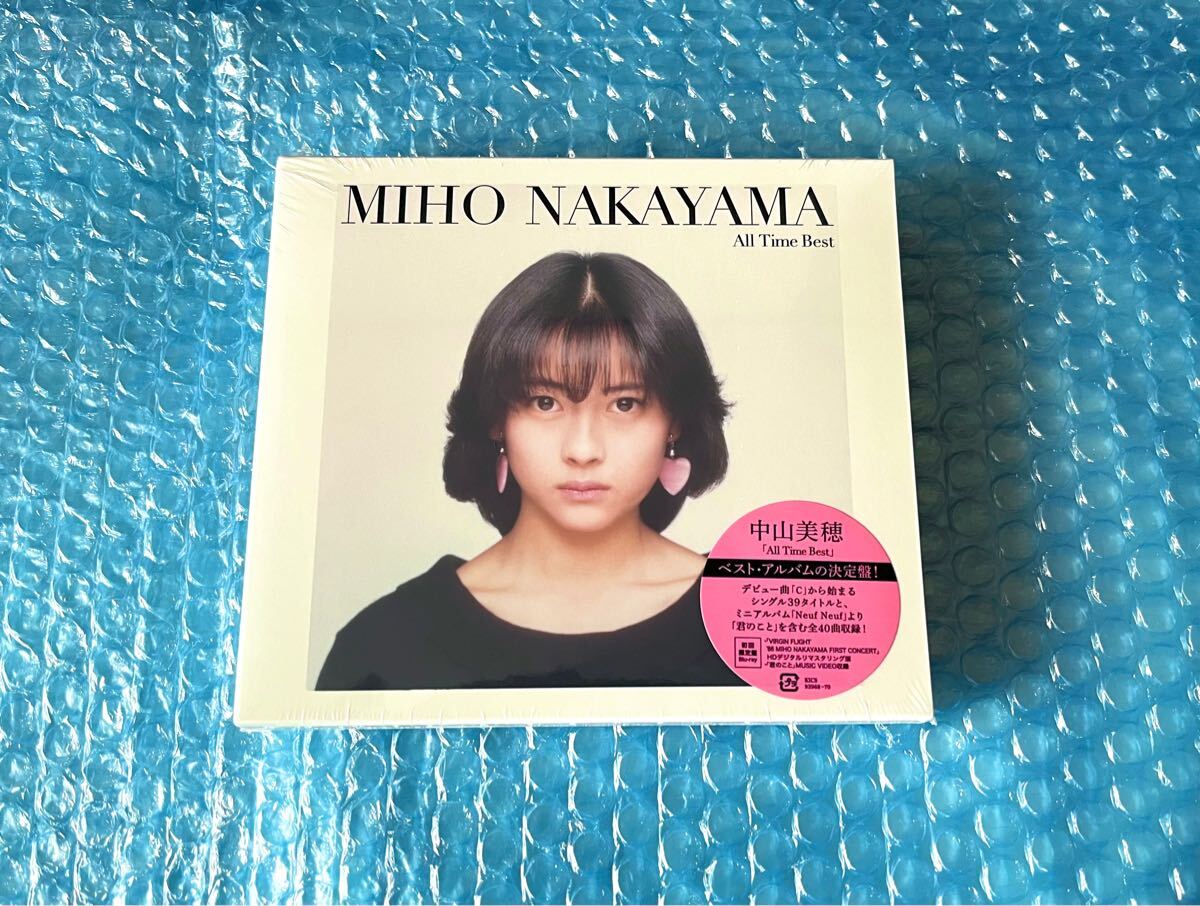 MIHO NAKAYAMA
All Time Best
中山美穂
「All Time Best」
ベスト・アルバムの決定盤!
デビュー曲「C」から始まる
シングル39タイトルと、
ミニアルバム「Neuf Neuf」より
「君のこと」を含む全40曲収録!
初回
限定盤
Blu-ray
・「VIRGIN FLIGHT
'86 MIHO NAKAYAMA FIRST CONCERT」
HDデジタルリマスタリング版
・「君のこと」MUSIC VIDEO収録
KICS
93968~70